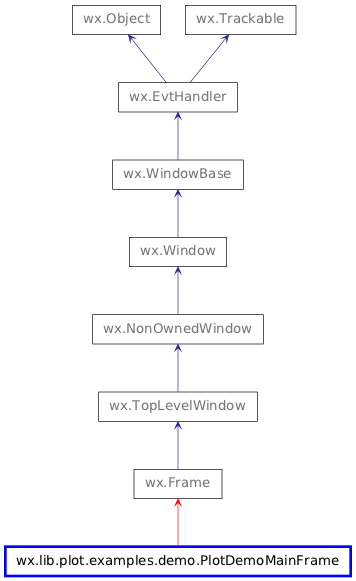 wx.Object
wx.Trackable
wx.EvtHandler
wx.WindowBase
wx.Window
wx.NonOwnedWindow
wx.TopLevelWindow
wx.Frame
wx.lib.plot.examples.demo.PlotDemoMainFrame